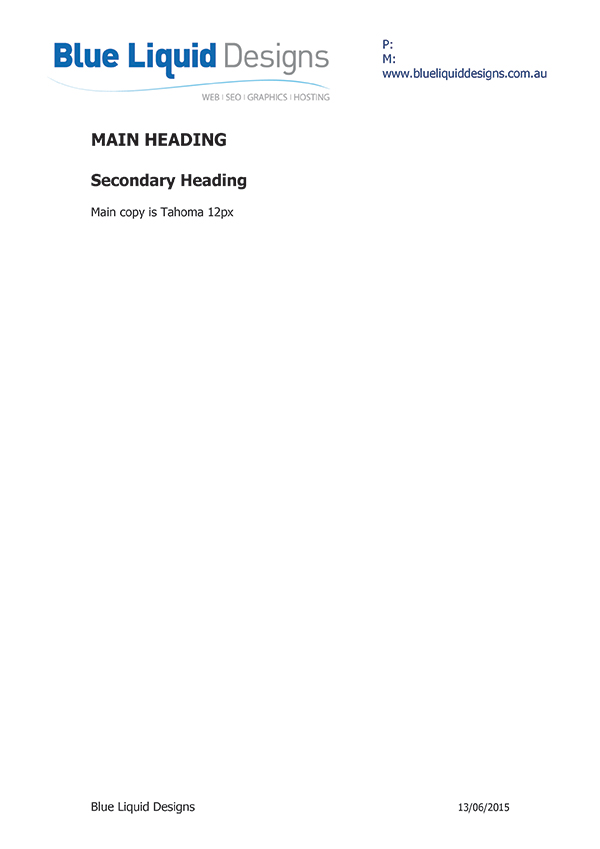 Blue Liquid Designs
WEB | SEO | GRAPHICS | HOSTING
P:
M:
www.blueliquiddesigns.com.au
MAIN HEADING
Secondary Heading
Main copy is Tahoma 12px
Blue Liquid Designs 13/06/2015